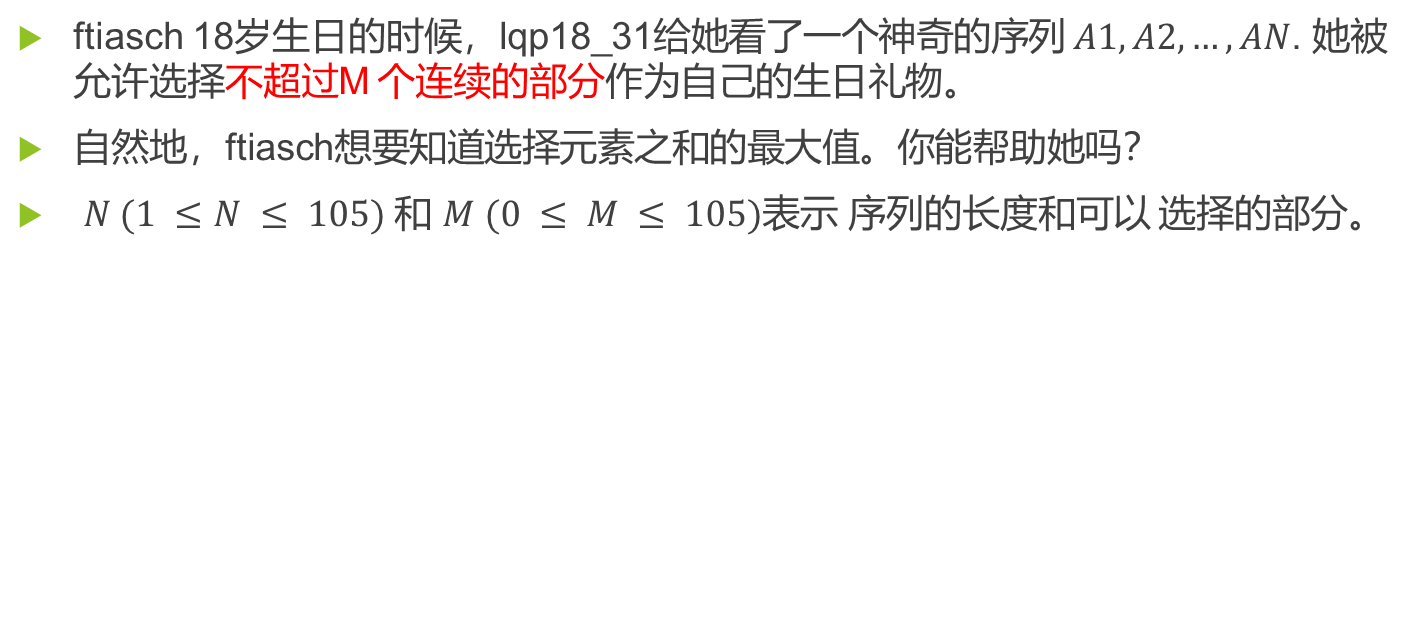 ftiasch 18岁生日的时候，lqp18_31给她看了一个神奇的序列 A1, A2, ..., AN. 她被
允许选择不超过M 个连续的部分作为自己的生日礼物。
自然地，ftiasch想要知道选择元素之和的最大值。你能帮助她吗？
N (1 ≤ N ≤ 105) 和 M (0 ≤ M ≤ 105)表示 序列的长度和可以 选择的部分。